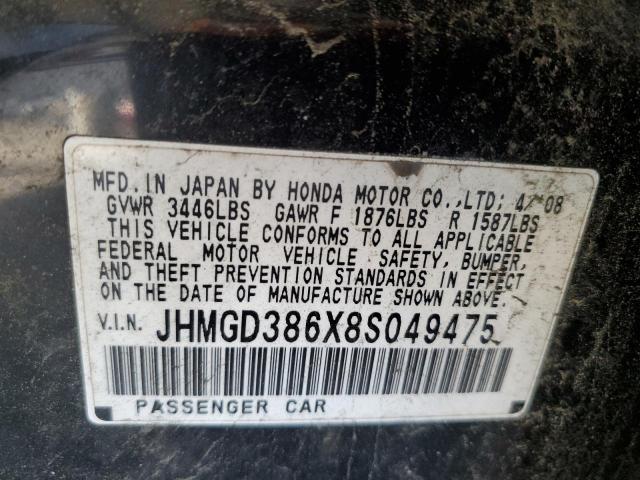 MFD. IN JAPAN BY HONDA MOTOR CO., LTD: 4/08
GVWR 3446LBS GAWR F 1876LBS R 1587LBS
THIS VEHICLE CONFORMS TO ALL APPLICABLE
FEDERAL MOTOR VEHICLE SAFETY, BUMPER,
AND THEFT PREVENTION STANDARDS IN EFFECT
ON THE DATE OF MANUFACTURE SHOWN ABOVE.
V.I.N. JHMGD386X8S049475
PASSENGER CAR